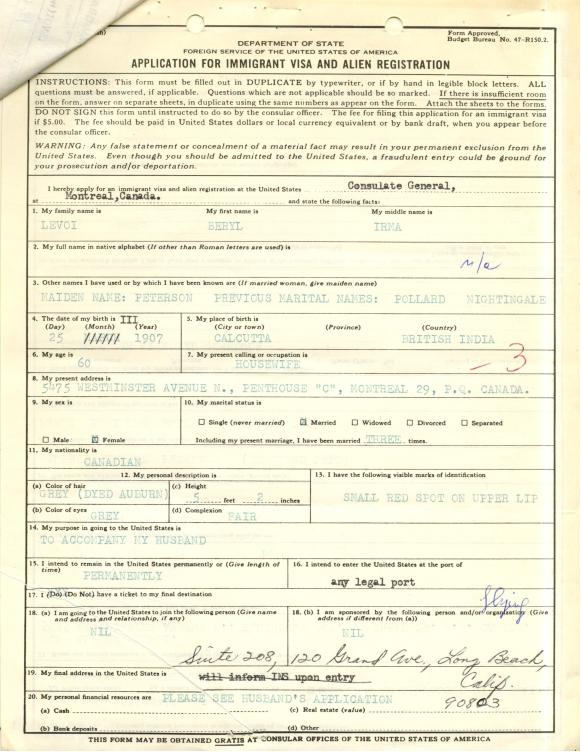 Form Approved,
Budget Bureau No. 47-R150.2.
DEPARTMENT OF STATE
FOREIGN SERVICE OF THE UNITED STATES OF AMERICA
APPLICATION FOR IMMIGRANT VISA AND ALIEN REGISTRATION
INSTRUCTIONS: This form must be filled out in DUPLICATE by typewriter, or if by hand in legible block letters. ALL
questions must be answered, if applicable. Questions which are not applicable should be so marked. If there is insufficient room
on the form, answer on separate sheets, in duplicate using the same numbers as appear on the form. Attach the sheets to the forms.
DO NOT SIGN this form until instructed to do so by the consular officer. The fee for filing this application for an immigrant visa
if $5.00. The fee should be paid in United States dollars or local currency equivalent or by bank draft, when you appear before
the consular officer.
WARNING: Any false statement or concealment of a material fact may result in your permanent exclusion from the
United States. Even though you should be admitted to the United States, a fraudulent entry could be ground for
your prosecution and/or deportation.
I hereby apply for an immigrant visa and alien registration at the United States Consulate General,
at Montreal,Canada. and state the following facts:
1. My family name is My first name is My middle name is
LEVOI BERYL IRMA
2. My full name in native alphabet (If other than Roman letters are used) is
n/a
3. Other names I have used or by which I have been known are (If married woman, give maiden name)
MAIDEN NAME: PETERSON PREVIOUS MARITAL NAMES: POLLARD NIGHTINGALE
4. The date of my birth is III 5. My place of birth is
(Day) (Month) (Year) (City or town) (Province) (Country)
25 ////// 1907 CALCUTTA BRITISH INDIA
6. My age is 7. My present calling or occupation is
60 HOUSEWIFE - 3
8. My present address is
5475 WESTMINSTER AVENUE N., PENTHOUSE "C", MONTREAL 29, P.Q. CANADA.
9. My sex is 10. My marital status is
Single (never married) Married Widowed Divorced Separated
Male Female Including my present marriage, I have been married THREE times.
11. My nationality is
CANADIAN
12. My personal description is 13. I have the following visible marks of identification
(a) Color of hair (c) Height
GREY (DYED AUBURN) 5 feet 2 inches SMALL RED SPOT ON UPPER LIP
(b) Color of eyes (d) Complexion
GREY FAIR
14. My purpose in going to the United States is
TO ACCOMPANY MY HUSBAND
15. I intend to remain in the United States permanently or (Give length of
time) 16. I intend to enter the United States at the port of
PERMANENTLY any legal port
17. I (Do) (Do Not) have a ticket to my final destination flying
18. (a) I am going to the United States to join the following person (Give name
and address and relationship, if any)
NIL
18. (b) I am sponsored by the following person and/or organization (Give
address if different from (a))
NIL
Suite 208, 120 Grand Ave., Long Beach,
Calif.
19. My final address in the United States is will inform INS upon entry
90803
20. My personal financial resources are PLEASE SEE HUSBAND'S APPLICATION
(a) Cash (c) Real estate (value)
(b) Bank deposits (d) Other
THIS FORM MAY BE OBTAINED GRATIS AT CONSULAR OFFICES OF THE UNITED STATES OF AMERICA